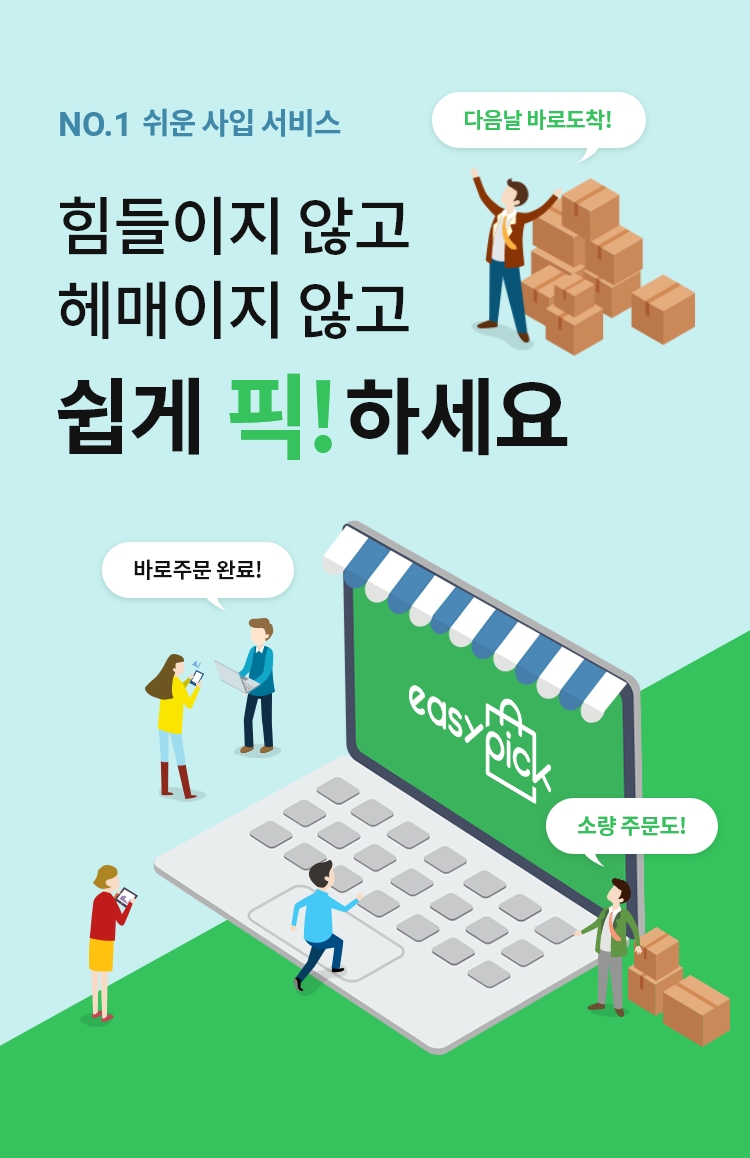 NO.1 쉬운 사입 서비스
다음날 바로도착!
힘들이지 않고
헤매이지 않고
쉽게 픽! 하세요
바로주문 완료!
easypick
소량 주문도!